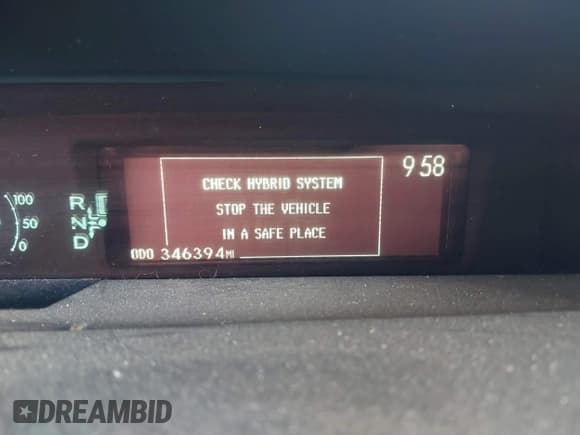 9 58
CHECK HYBRID SYSTEM
STOP THE VEHICLE
IN A SAFE PLACE
ODO 346394 MI
100
50
0
R
N
D
DREAMBID